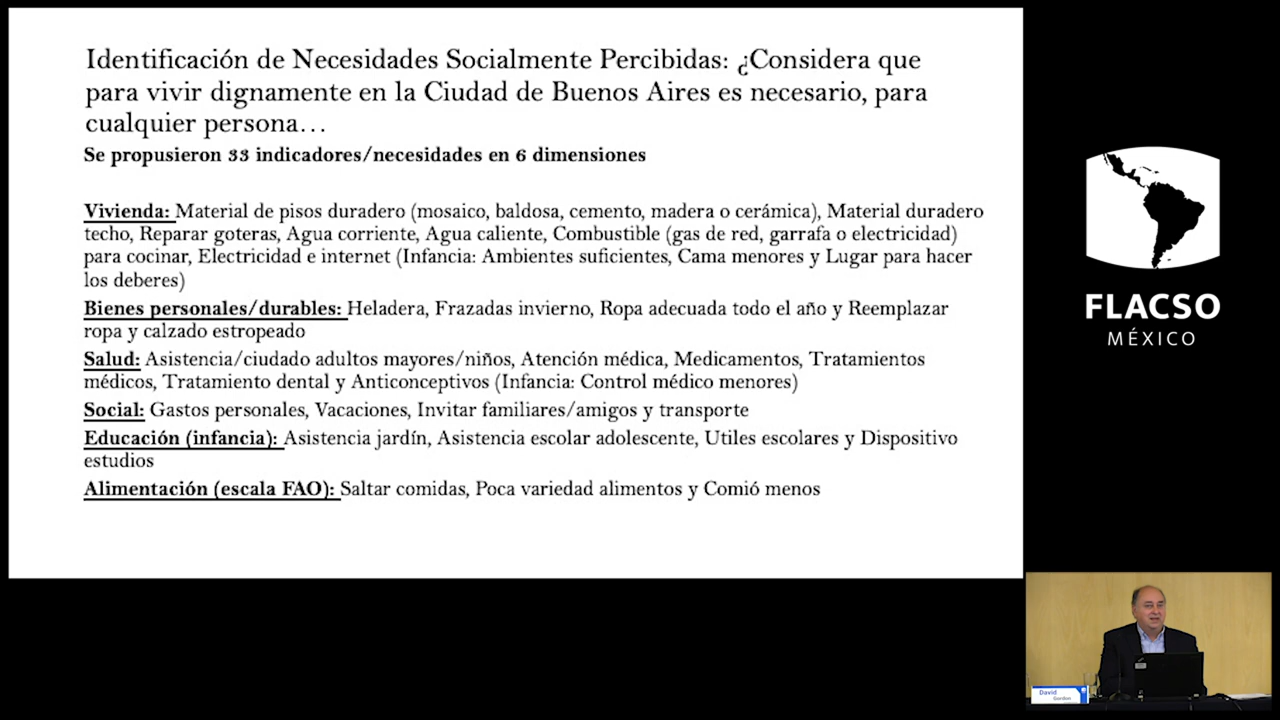 Identificación de Necesidades Socialmente Percibidas: ¿Considera que
para vivir dignamente en la Ciudad de Buenos Aires es necesario, para
cualquier persona…
Se propusieron 33 indicadores/necesidades en 6 dimensiones
Vivienda: Material de pisos duradero (mosaico, baldosa, cemento, madera o cerámica), Material duradero
techo, Reparar goteras, Agua corriente, Agua caliente, Combustible (gas de red, garrafa o electricidad)
para cocinar, Electricidad e internet (Infancia: Ambientes suficientes, Cama menores y Lugar para hacer
los deberes)
Bienes personales/durables: Heladera, Frazadas invierno, Ropa adecuada todo el año y Reemplazar
ropa y calzado estropeado
Salud: Asistencia/ciudado adultos mayores/niños, Atención médica, Medicamentos, Tratamientos
médicos, Tratamiento dental y Anticonceptivos (Infancia: Control médico menores)
Social: Gastos personales, Vacaciones, Invitar familiares/amigos y transporte
Educación (infancia): Asistencia jardín, Asistencia escolar adolescente, Utiles escolares y Dispositivo
estudios
Alimentación (escala FAO): Saltar comidas, Poca variedad alimentos y Comió menos
FLACSO
MÉXICO
David
Gordon